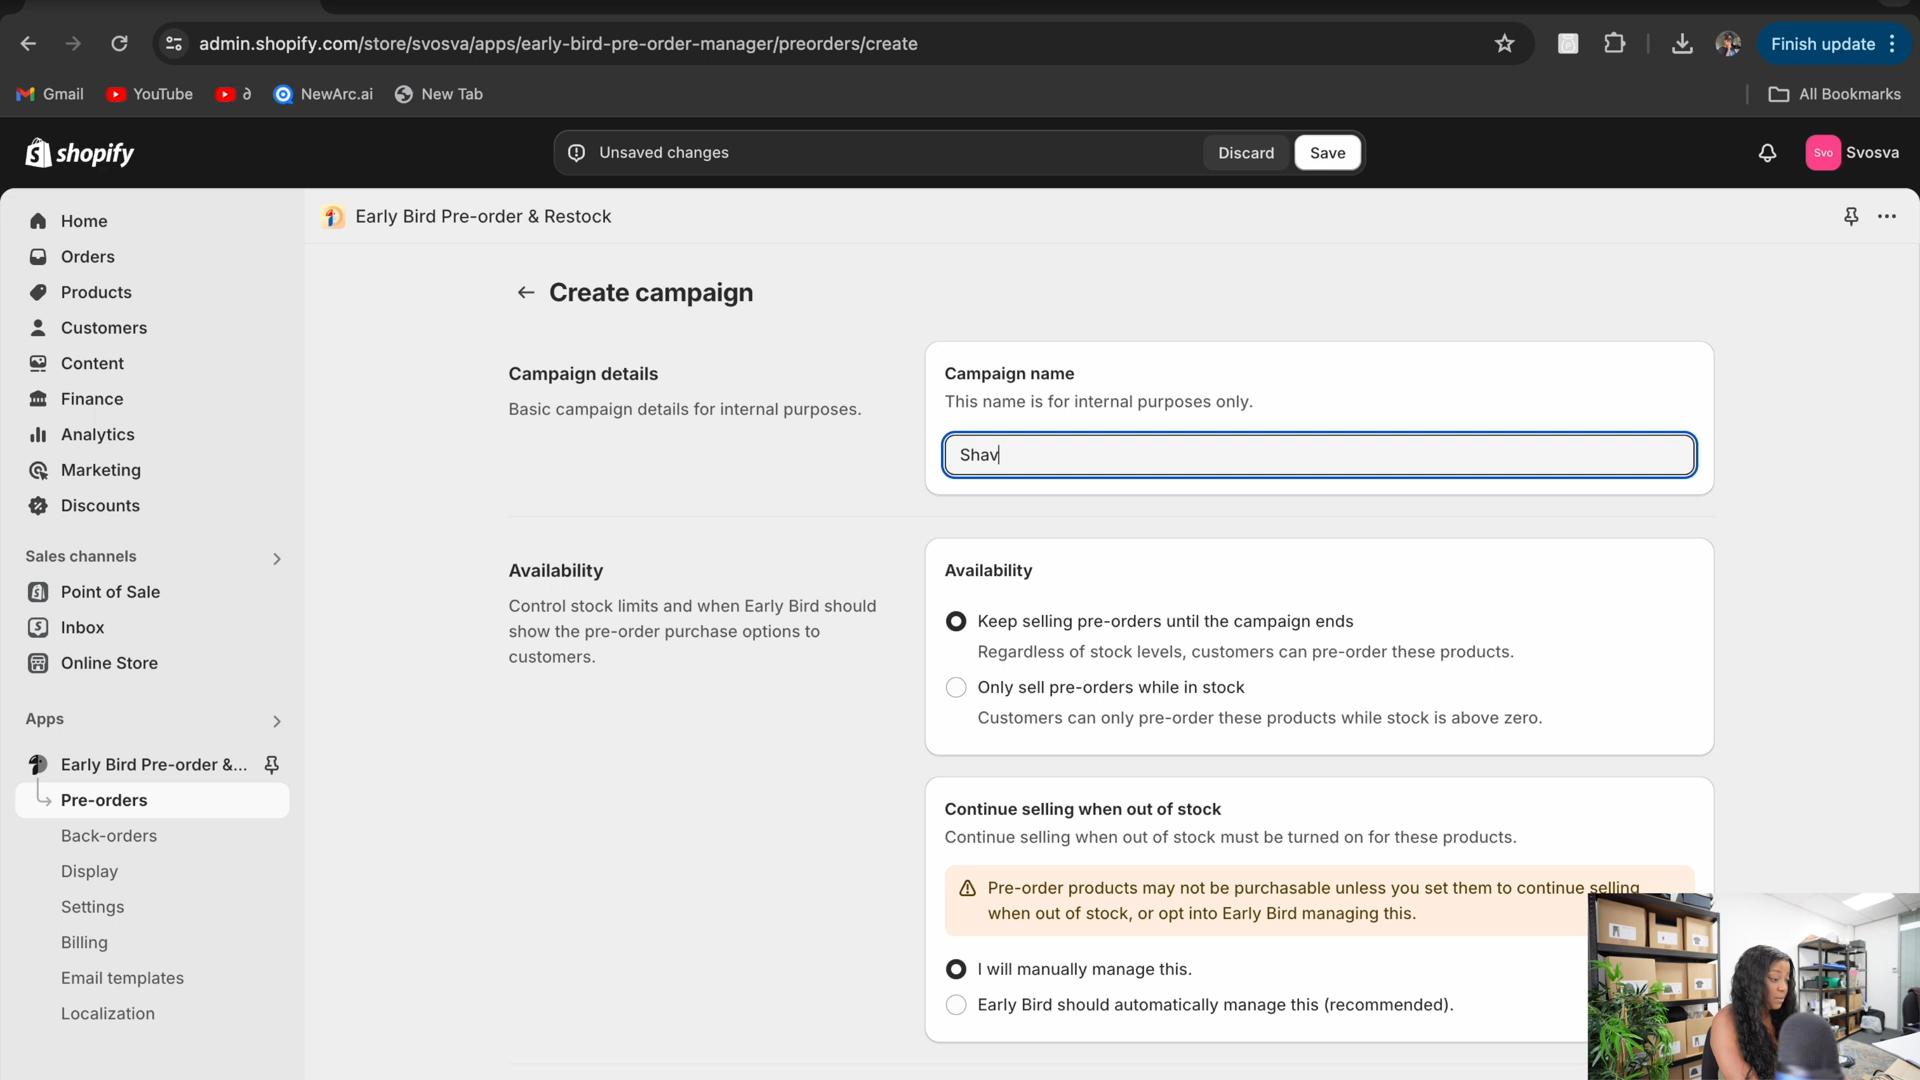 admin.shopify.com/store/svosva/apps/early-bird-pre-order-manager/preorders/create
Finish update
Gmail
YouTube
∂
NewArc.ai
New Tab
All Bookmarks
shopify
Unsaved changes
Discard
Save
Svo
Svosva
Home
Orders
Products
Customers
Content
Finance
Analytics
Marketing
Discounts
Sales channels
Point of Sale
Inbox
Online Store
Apps
Early Bird Pre-order &...
Pre-orders
Back-orders
Display
Settings
Billing
Email templates
Localization
Early Bird Pre-order & Restock
Create campaign
Campaign details
Basic campaign details for internal purposes.
Campaign name
This name is for internal purposes only.
Shav
Availability
Control stock limits and when Early Bird should
show the pre-order purchase options to
customers.
Availability
Keep selling pre-orders until the campaign ends
Regardless of stock levels, customers can pre-order these products.
Only sell pre-orders while in stock
Customers can only pre-order these products while stock is above zero.
Continue selling when out of stock
Continue selling when out of stock must be turned on for these products.
Pre-order products may not be purchasable unless you set them to continue selling
when out of stock, or opt into Early Bird managing this.
I will manually manage this.
Early Bird should automatically manage this (recommended).